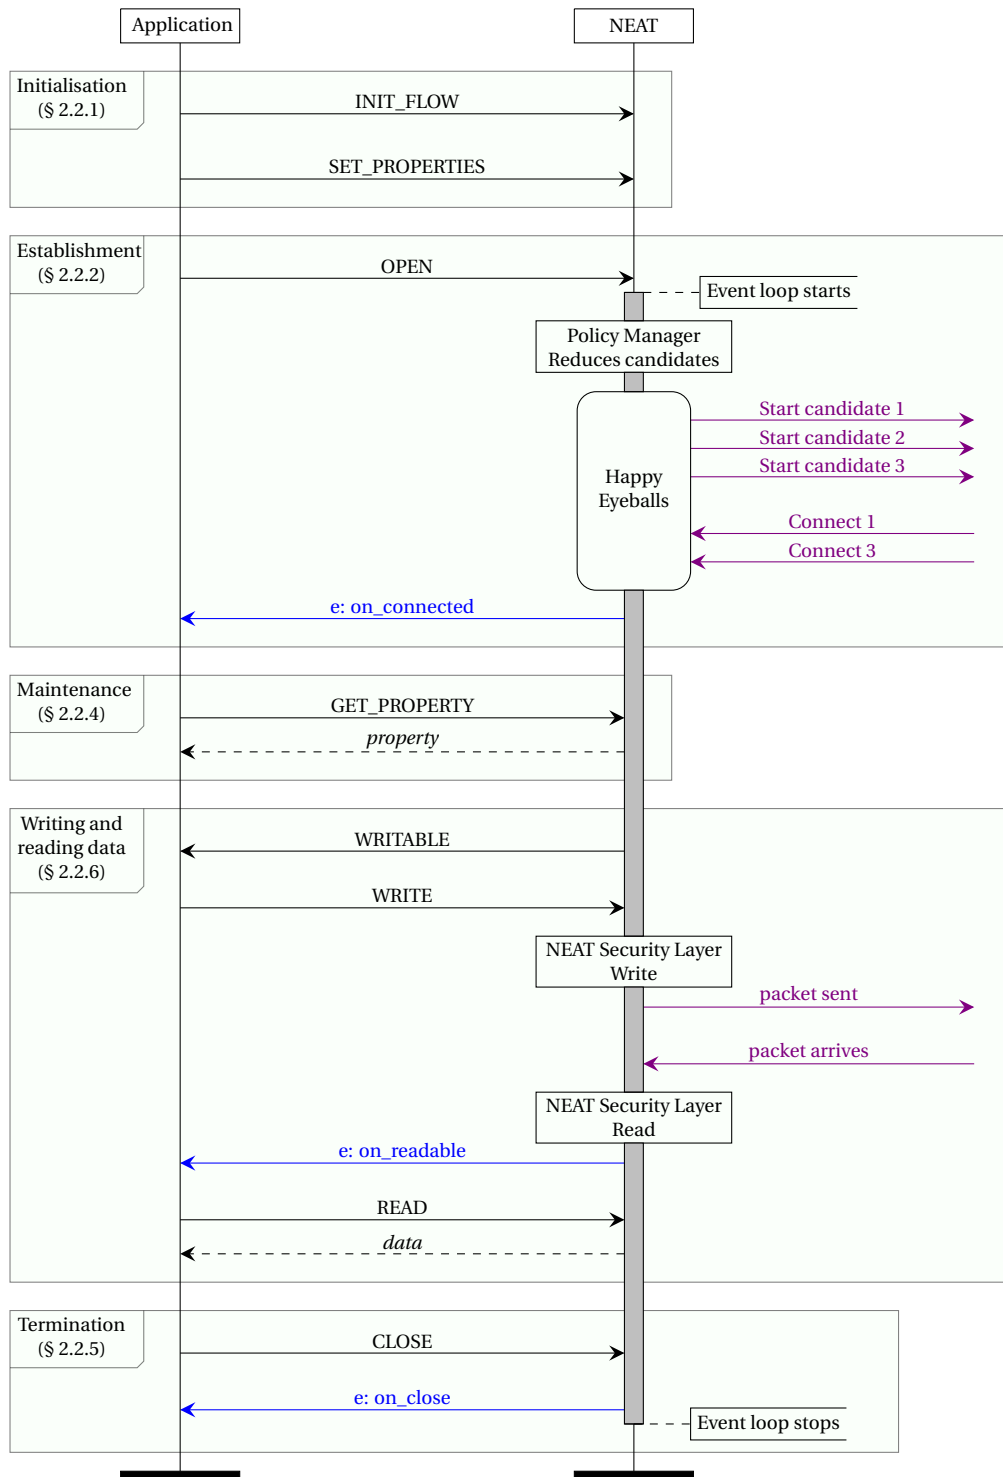 Application
NEAT
Initialisation
(§ 2.2.1)
INIT_FLOW
SET_PROPERTIES
Establishment
(§ 2.2.2)
OPEN
Event loop starts
Policy Manager
Reduces candidates
Start candidate 1
Start candidate 2
Start candidate 3
Happy
Eyeballs
Connect 1
Connect 3
e: on_connected
Maintenance
(§ 2.2.4)
GET_PROPERTY
property
Writing and
reading data
(§ 2.2.6)
WRITABLE
WRITE
NEAT Security Layer
Write
packet sent
packet arrives
NEAT Security Layer
Read
e: on_readable
READ
data
Termination
(§ 2.2.5)
CLOSE
e: on_close
Event loop stops